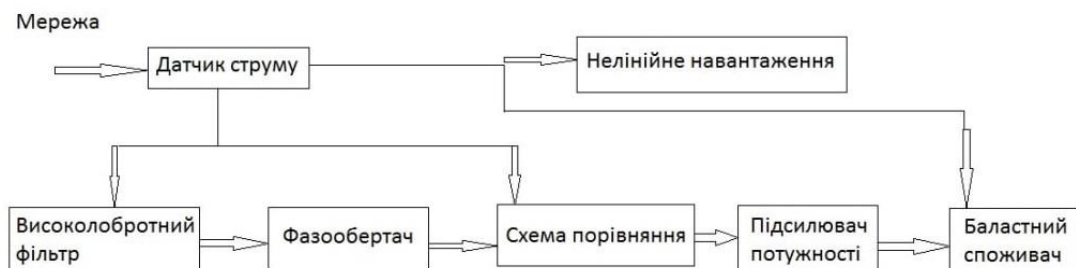 Мережа
Датчик струму
Нелінійне навантаження
Високолобротний
фільтр
Фазообертач
Схема порівняння
Підсилювач
потужності
Баластний
споживач